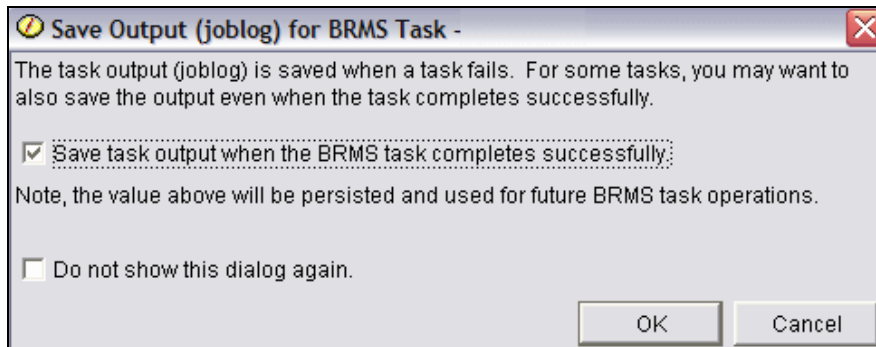 Save Output (joblog) for BRMS Task -
The task output (joblog) is saved when a task fails. For some tasks, you may want to
also save the output even when the task completes successfully.
Save task output when the BRMS task completes successfully.
Note, the value above will be persisted and used for future BRMS task operations.
Do not show this dialog again.
OK Cancel